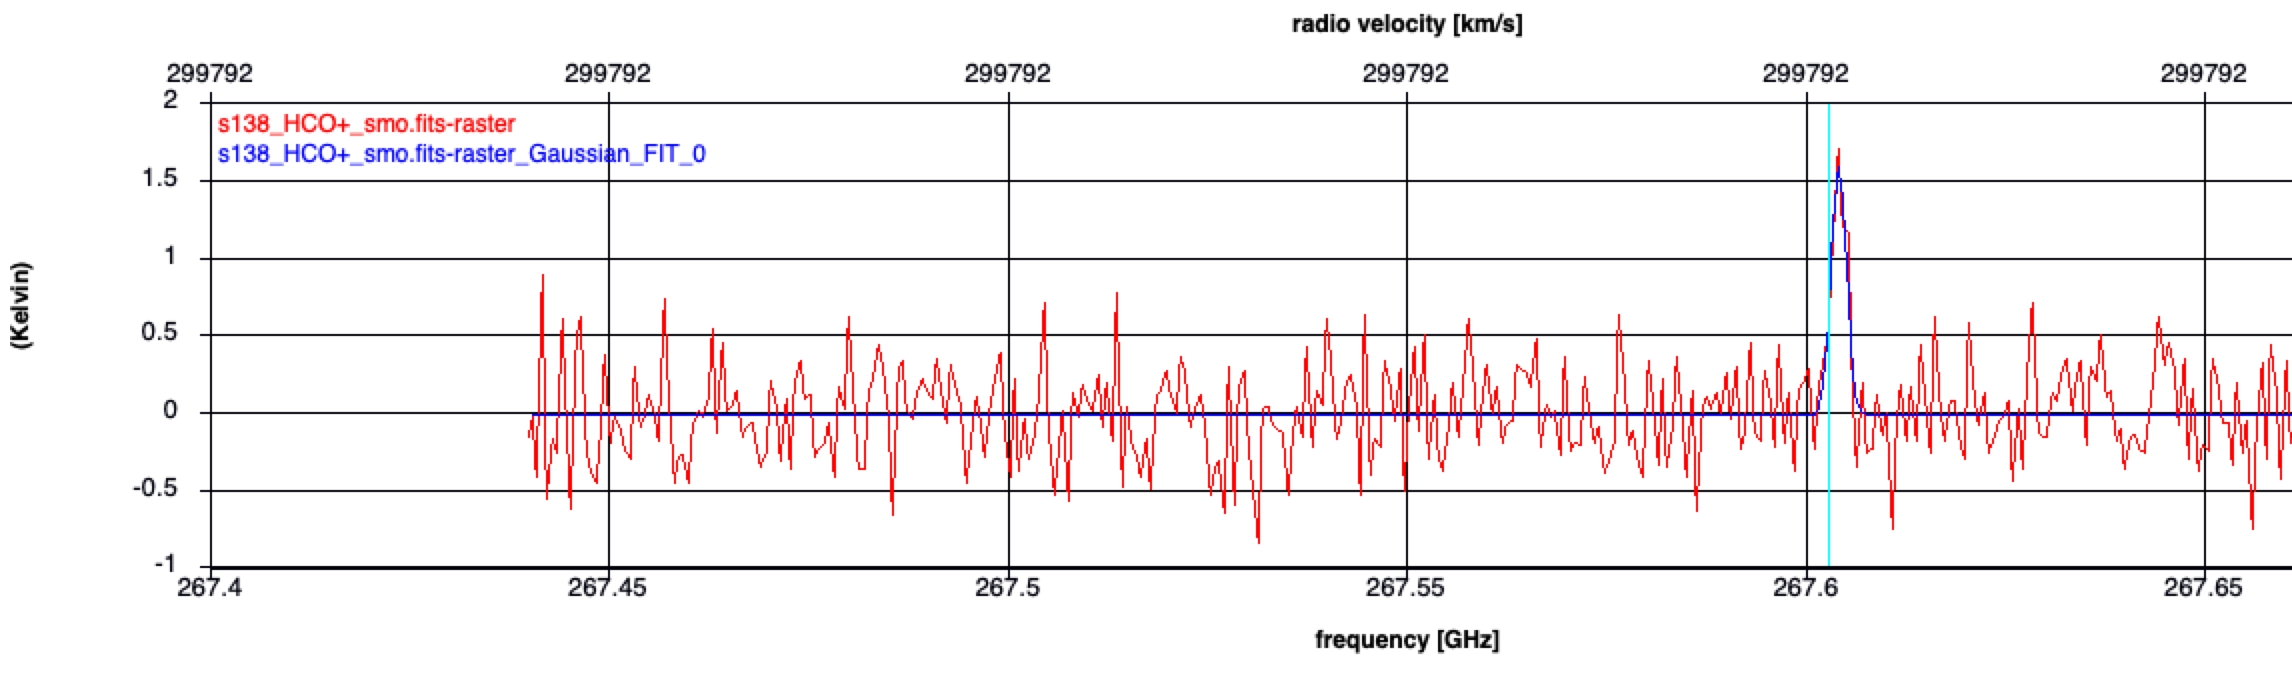 radio velocity [km/s]
299792 299792 299792 299792 299792 299792
2
s138_HCO+_smo.fits-raster
s138_HCO+_smo.fits-raster_Gaussian_FIT_0
1.5
1
(Kelvin)
0.5
0
-0.5
-1
267.4 267.45 267.5 267.55 267.6 267.65
frequency [GHz]